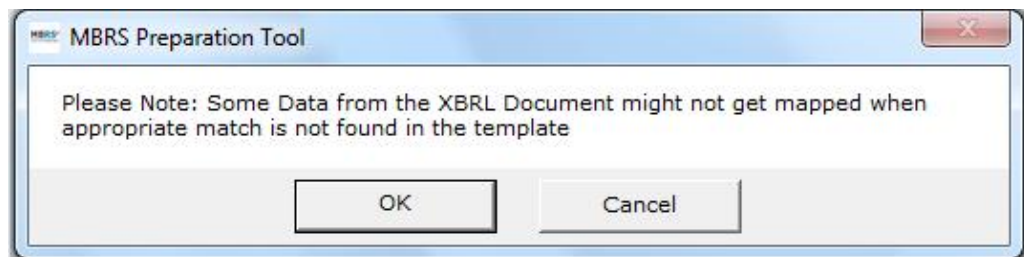 MBRS MBRS Preparation Tool
Please Note: Some Data from the XBRL Document might not get mapped when
appropriate match is not found in the template
OK Cancel